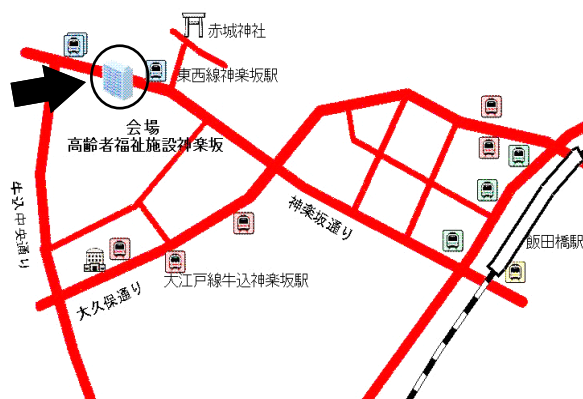 赤城神社
東西線神楽坂駅
会場
高齢者福祉施設神楽坂
牛込中央通り
神楽坂通り
飯田橋駅
大江戸線牛込神楽坂駅
大久保通り